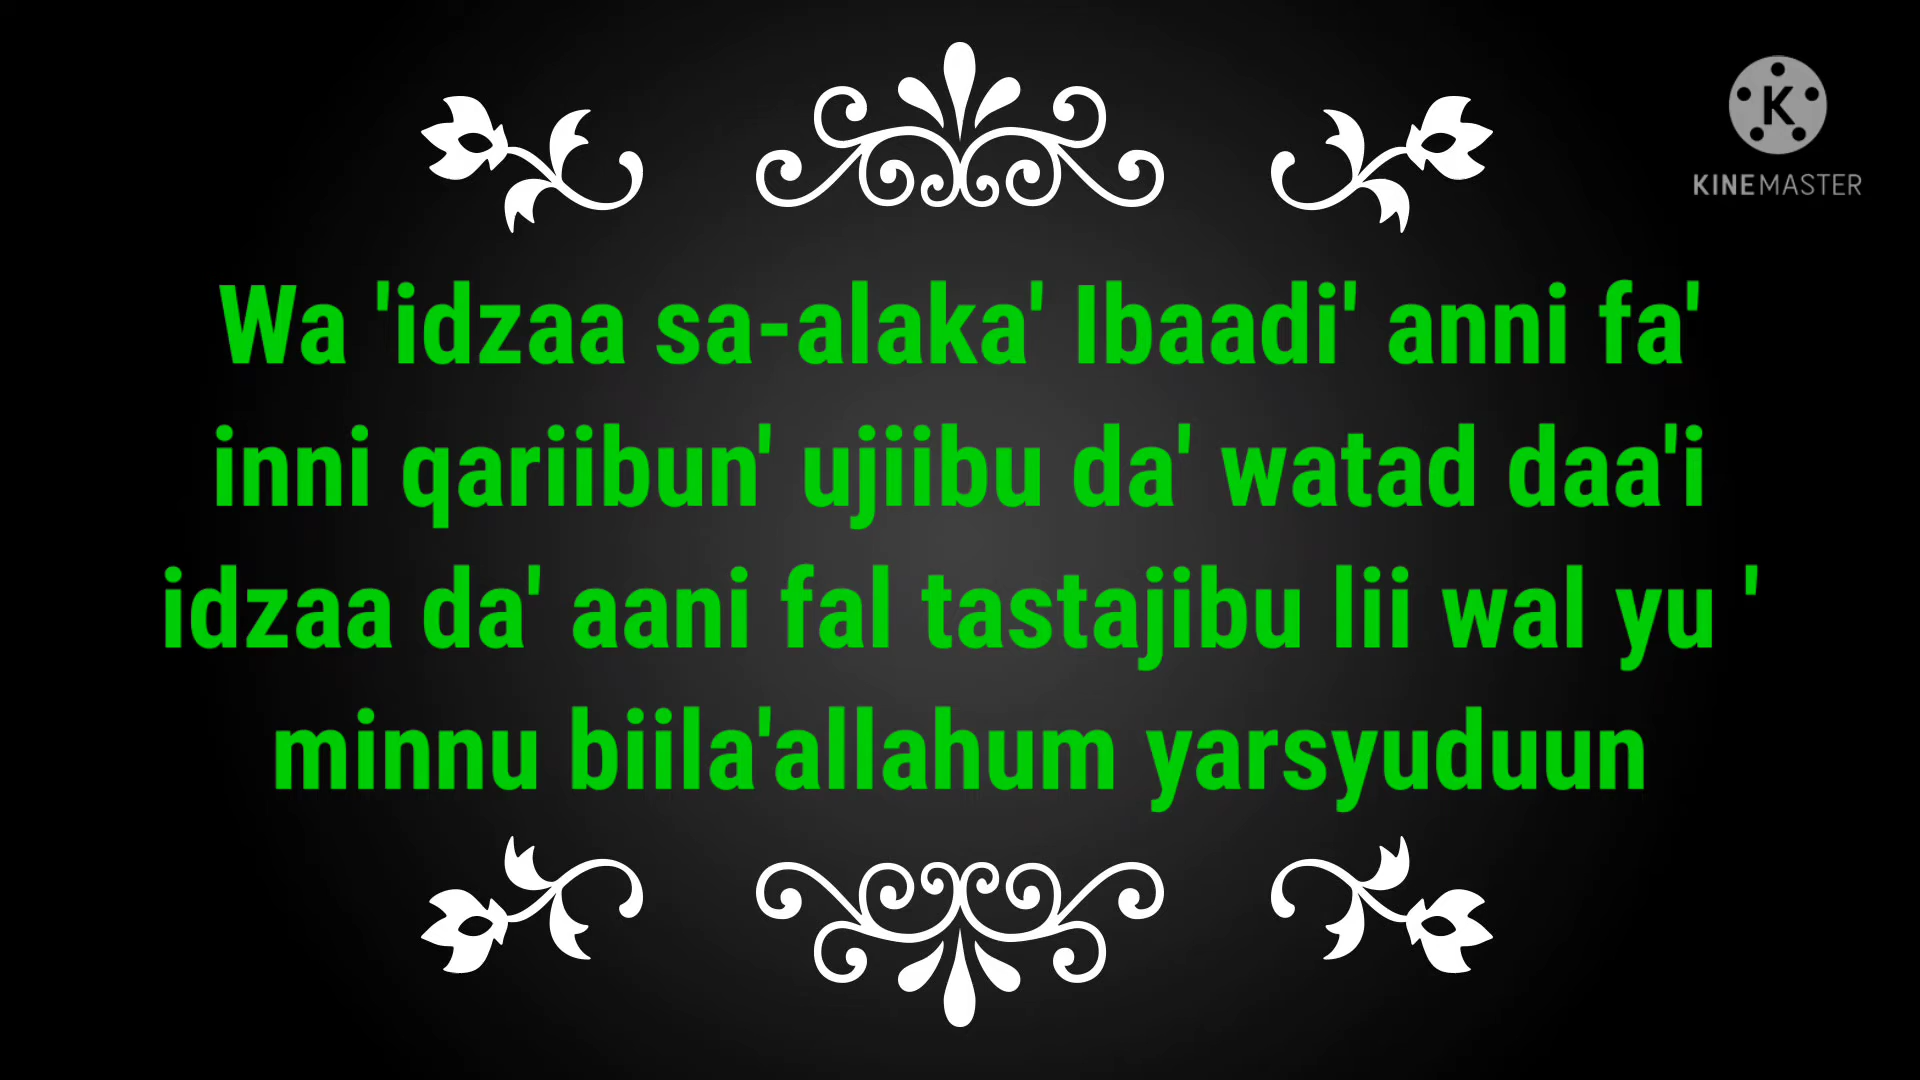 KINEMASTER
Wa 'idzaa sa-alaka' Ibaadi' anni fa'
inni qariibun' ujiibu da' watad daa'i
idzaa da' aani fal tastajibu lii wal yu '
minnu biila'allahum yarsyuduun